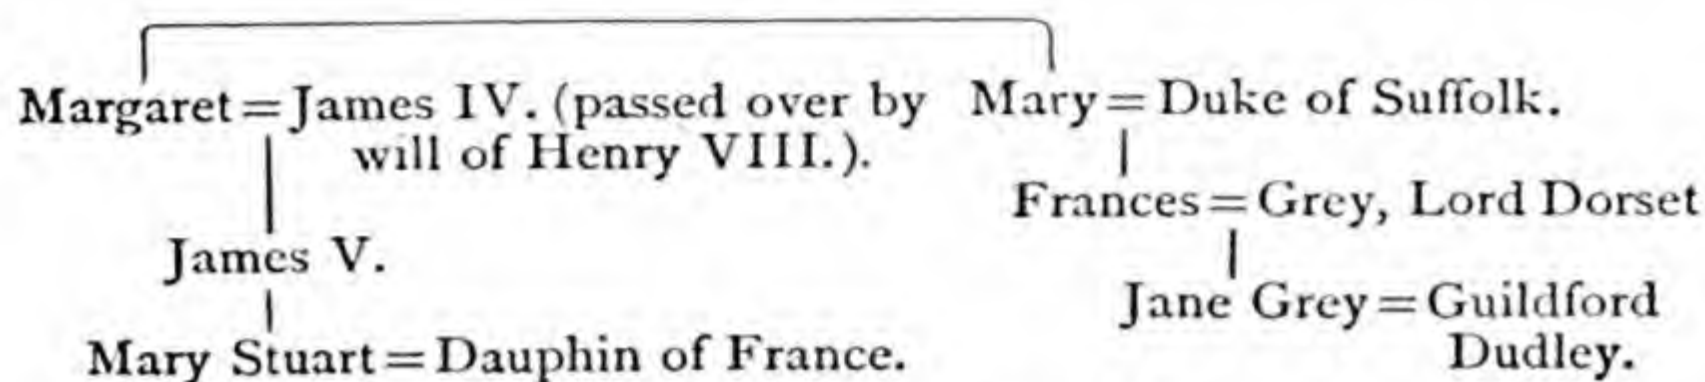 Margaret = James IV. (passed over by will of Henry VIII.).
Mary = Duke of Suffolk.
James V.
Frances = Grey, Lord Dorset
Mary Stuart = Dauphin of France.
Jane Grey = Guildford Dudley.